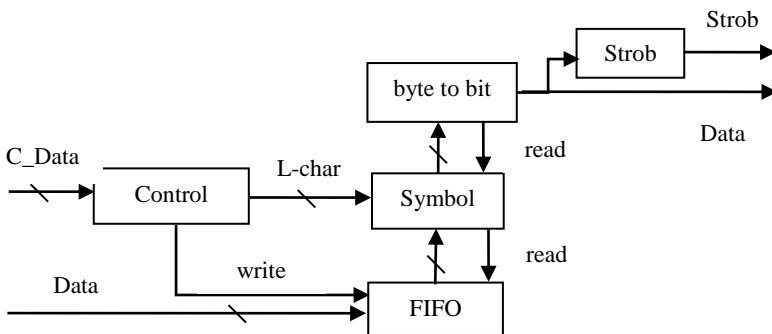 Strob
Strob
byte to bit
Data
C_Data
read
L-char
Control
Symbol
write
read
Data
FIFO